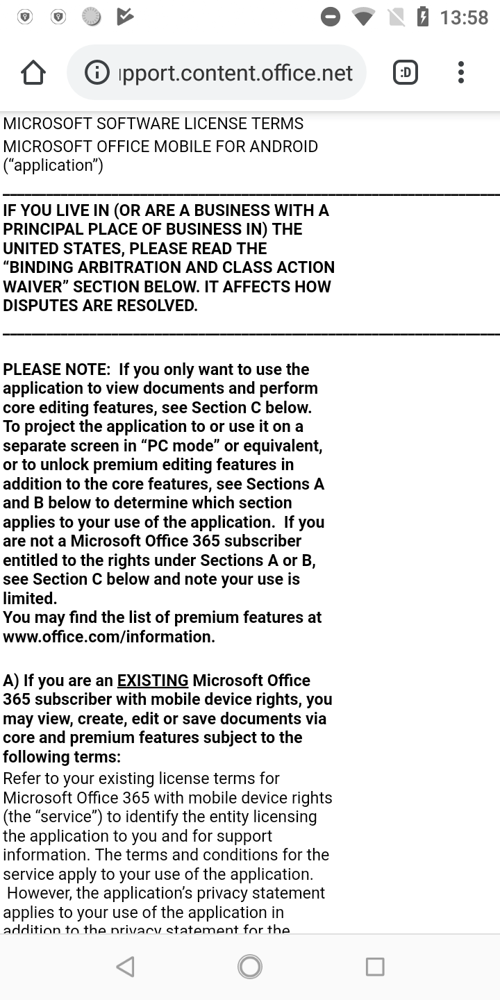 13:58
pport.content.office.net
:D
MICROSOFT SOFTWARE LICENSE TERMS
MICROSOFT OFFICE MOBILE FOR ANDROID
(“application”)
IF YOU LIVE IN (OR ARE A BUSINESS WITH A
PRINCIPAL PLACE OF BUSINESS IN) THE
UNITED STATES, PLEASE READ THE
“BINDING ARBITRATION AND CLASS ACTION
WAIVER” SECTION BELOW. IT AFFECTS HOW
DISPUTES ARE RESOLVED.
PLEASE NOTE:  If you only want to use the
application to view documents and perform
core editing features, see Section C below.
To project the application to or use it on a
separate screen in “PC mode” or equivalent,
or to unlock premium editing features in
addition to the core features, see Sections A
and B below to determine which section
applies to your use of the application.  If you
are not a Microsoft Office 365 subscriber
entitled to the rights under Sections A or B,
see Section C below and note your use is
limited.
You may find the list of premium features at
www.office.com/information.
A) If you are an EXISTING Microsoft Office
365 subscriber with mobile device rights, you
may view, create, edit or save documents via
core and premium features subject to the
following terms:
Refer to your existing license terms for
Microsoft Office 365 with mobile device rights
(the “service”) to identify the entity licensing
the application to you and for support
information. The terms and conditions for the
service apply to your use of the application.
However, the application’s privacy statement
applies to your use of the application in
addition to the privacy statement for the